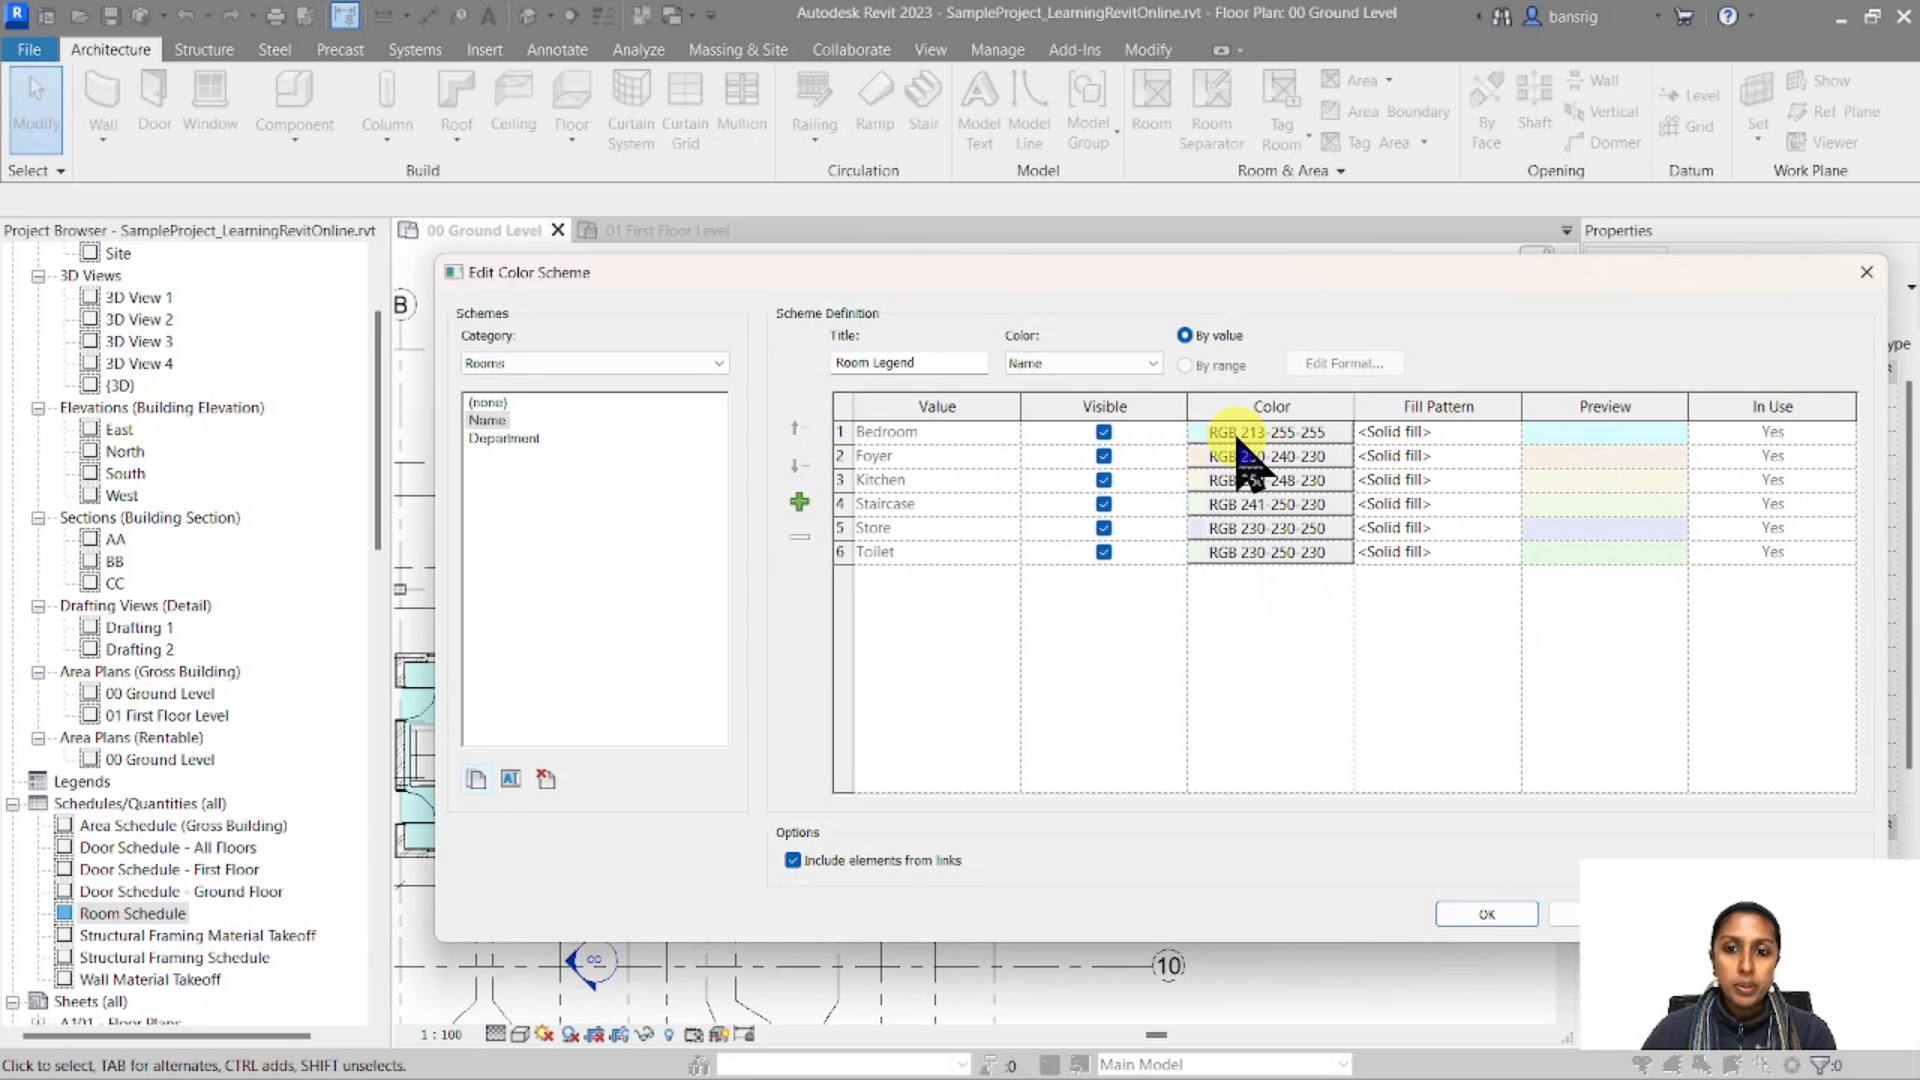 Autodesk Revit 2023 - SampleProject_LearningRevitOnline.rvt - Floor Plan: 00 Ground Level
bansrig
File Architecture Structure Steel Precast Systems Insert Annotate Analyze Massing & Site Collaborate View Manage Add-Ins Modify
Modify Wall Door Window Component Column Roof Ceiling Floor Curtain System Curtain Grid Mullion Railing Ramp Stair Model Text Model Line Model Group Room Room Separator Tag Room Area Area Boundary Tag Area By Face Shaft Wall Vertical Dormer Level Grid Set Show Ref Plane Viewer
Select Build Circulation Model Room & Area Opening Datum Work Plane
Project Browser - SampleProject_LearningRevitOnline.rvt
00 Ground Level
01 First Floor Level
Properties
Site
3D Views
3D View 1
3D View 2
3D View 3
3D View 4
{3D}
Elevations (Building Elevation)
East
North
South
West
Sections (Building Section)
AA
BB
CC
Drafting Views (Detail)
Drafting 1
Drafting 2
Area Plans (Gross Building)
00 Ground Level
01 First Floor Level
Area Plans (Rentable)
00 Ground Level
Legends
Schedules/Quantities (all)
Area Schedule (Gross Building)
Door Schedule - All Floors
Door Schedule - First Floor
Door Schedule - Ground Floor
Room Schedule
Structural Framing Material Takeoff
Structural Framing Schedule
Wall Material Takeoff
Sheets (all)
A101 - Floor Plans
B
Edit Color Scheme
Schemes
Category:
Rooms
(none)
Name
Department
Scheme Definition
Title:
Room Legend
Color:
Name
By value
By range
Edit Format...
Value Visible Color Fill Pattern Preview In Use
1 Bedroom RGB 213-255-255 <Solid fill> Yes
2 Foyer RGB 240-230 <Solid fill> Yes
3 Kitchen RGB 248-230 <Solid fill> Yes
4 Staircase RGB 241-250-230 <Solid fill> Yes
5 Store RGB 230-230-250 <Solid fill> Yes
6 Toilet RGB 230-250-230 <Solid fill> Yes
Options
Include elements from links
OK
10
1 : 100
Click to select, TAB for alternates, CTRL adds, SHIFT unselects.
:0
Main Model
:0